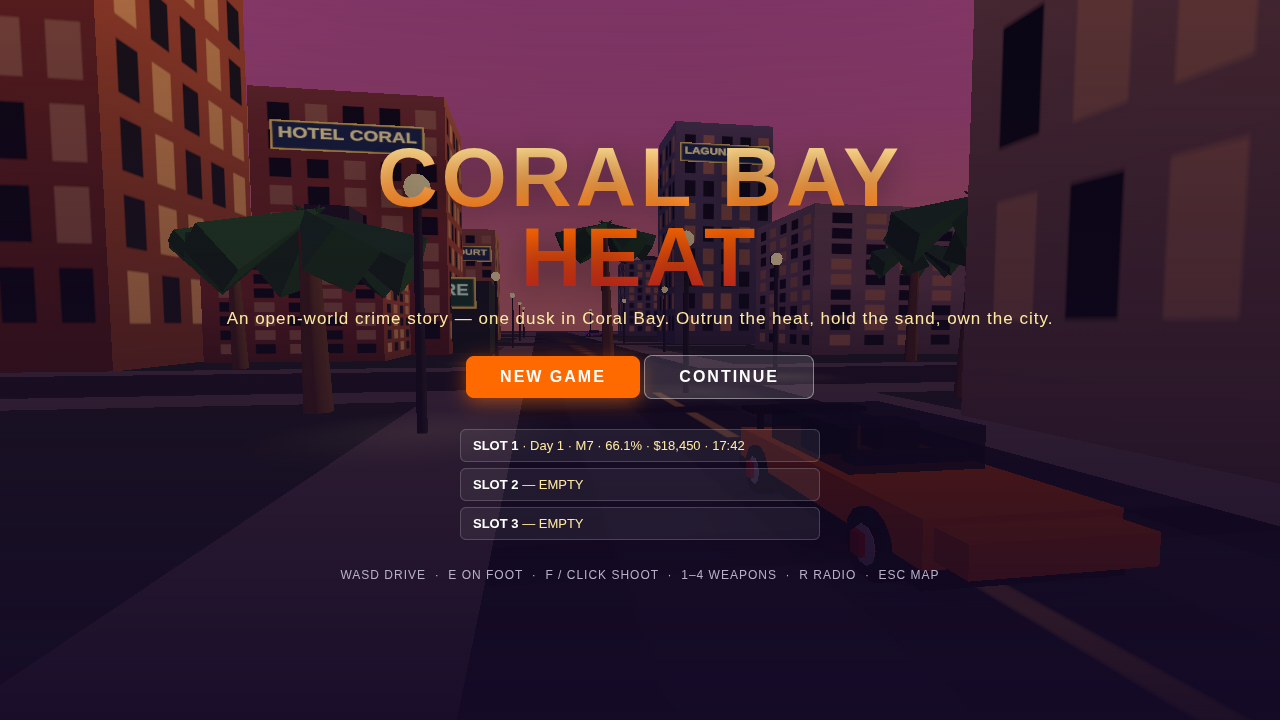 HOTEL CORAL
CORAL BAY
HEAT
An open-world crime story — one dusk in Coral Bay. Outrun the heat, hold the sand, own the city.
NEW GAME
CONTINUE
SLOT 1 · Day 1 · M7 · 66.1% · $18,450 · 17:42
SLOT 2 — EMPTY
SLOT 3 — EMPTY
WASD DRIVE · E ON FOOT · F / CLICK SHOOT · 1–4 WEAPONS · R RADIO · ESC MAP